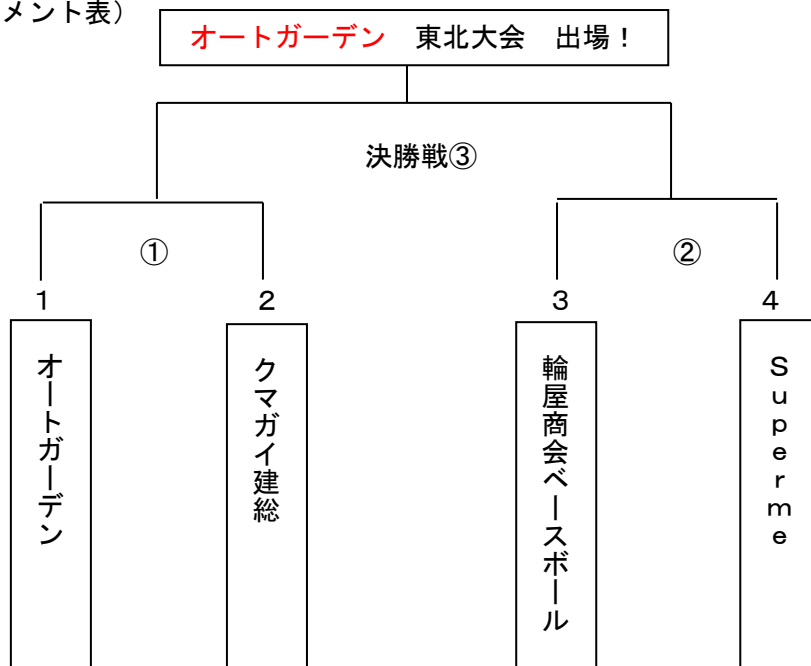 メント表）
オートガーデン　東北大会　出場！
決勝戦③
①
②
1
2
3
4
オートガーデン
クマガイ建総
輪屋商会ベースボール
Superme